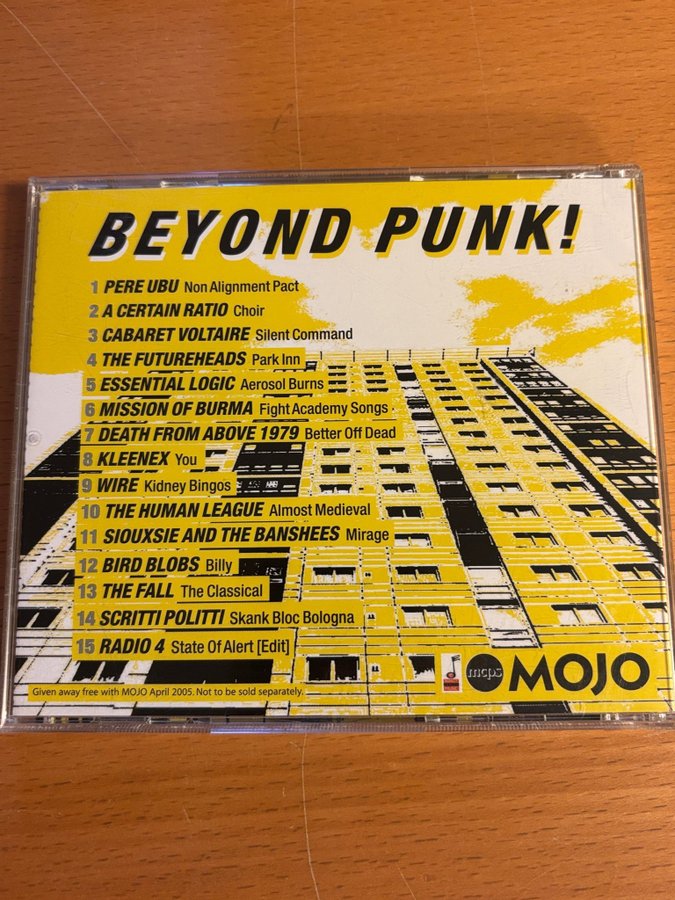 BEYOND PUNK!
1 PERE UBU Non Alignment Pact
2 A CERTAIN RATIO Choir
3 CABARET VOLTAIRE Silent Command
4 THE FUTUREHEADS Park Inn
5 ESSENTIAL LOGIC Aerosol Burns
6 MISSION OF BURMA Fight Academy Songs
7 DEATH FROM ABOVE 1979 Better Off Dead
8 KLEENEX You
9 WIRE Kidney Bingos
10 THE HUMAN LEAGUE Almost Medieval
11 SIOUXSIE AND THE BANSHEES Mirage
12 BIRD BLOBS Billy
13 THE FALL The Classical
14 SCRITTI POLITTI Skank Bloc Bologna
15 RADIO 4 State Of Alert [Edit]
Given away free with MOJO April 2005. Not to be sold separately.
mcps MOJO